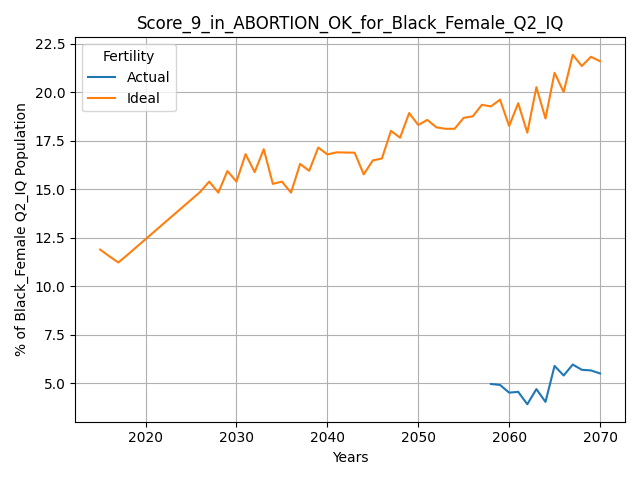 Score_9_in_ABORTION_OK_for_Black_Female_Q2_IQ
Fertility
Actual
Ideal
% of Black_Female Q2_IQ Population
22.5
20.0
17.5
15.0
12.5
10.0
7.5
5.0
2020 2030 2040 2050 2060 2070
Years